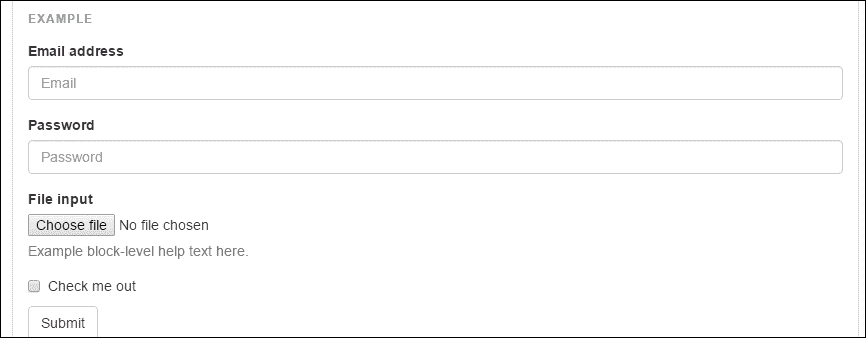 EXAMPLE
Email address
Email
Password
Password
File input
Choose file No file chosen
Example block-level help text here.
Check me out
Submit